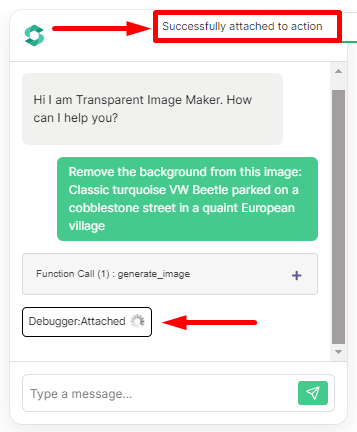 Successfully attached to action
Hi I am Transparent Image Maker. How
can I help you?
Remove the background from this image:
Classic turquoise VW Beetle parked on a
cobblestone street in a quaint European
village
Function Call (1) : generate_image
+
Debugger:Attached
Type a message...